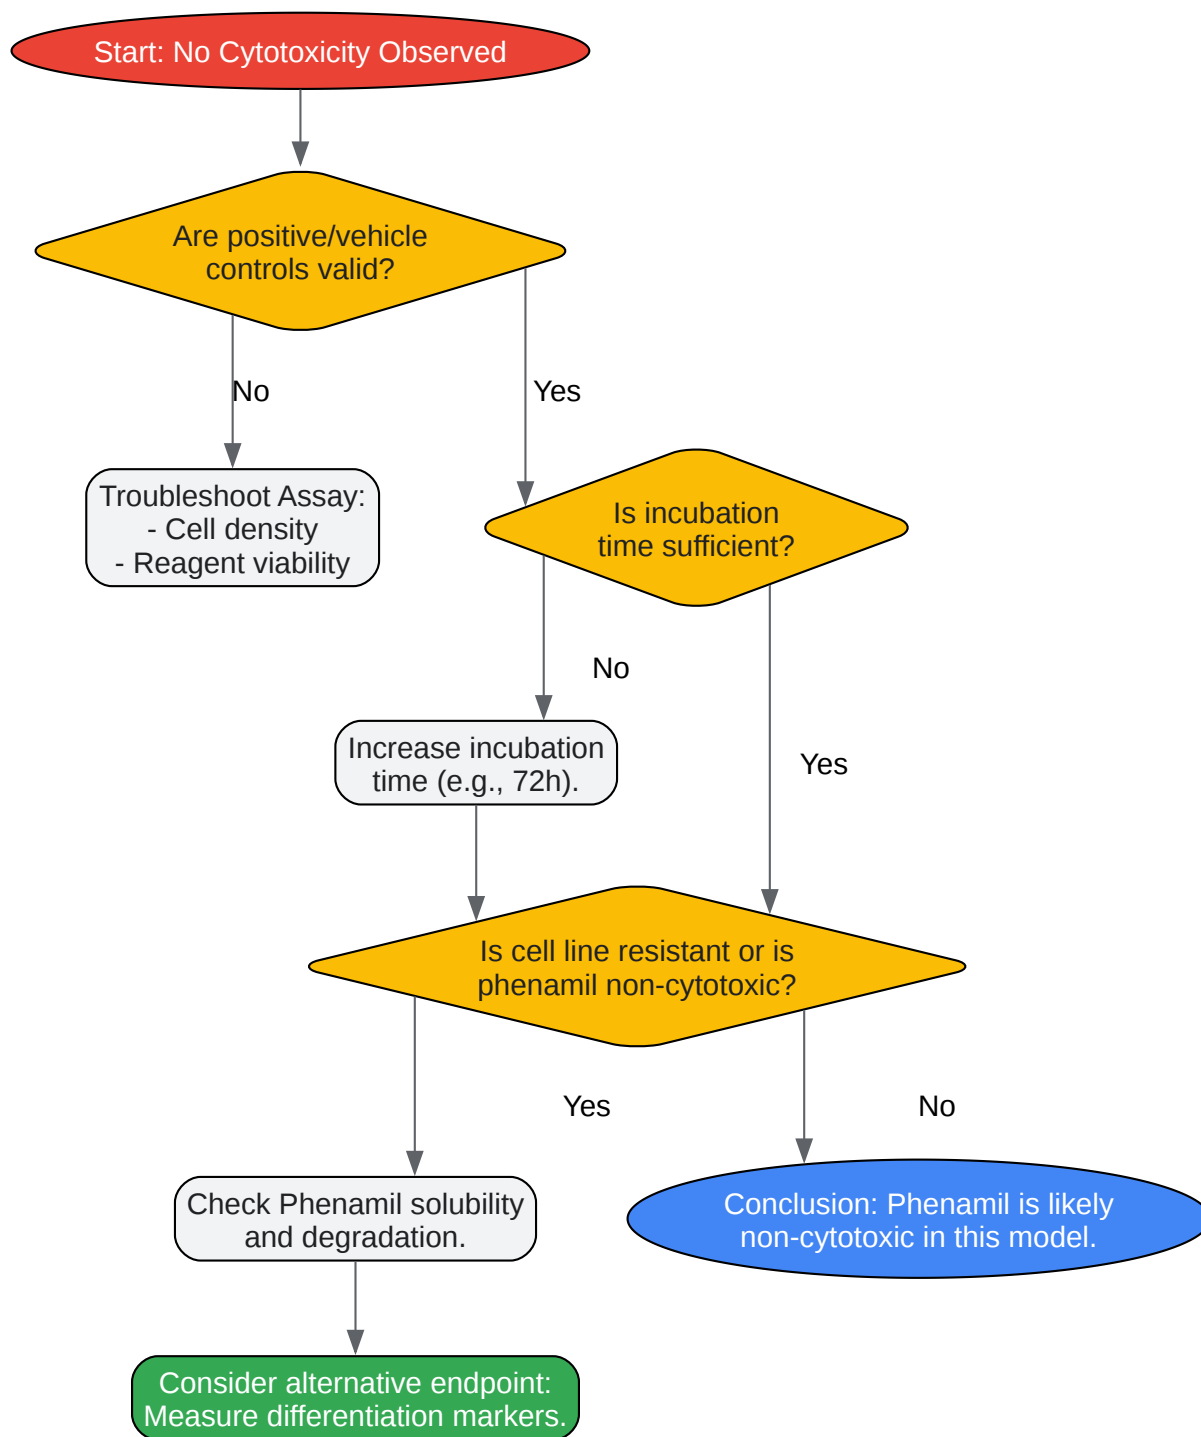 Start: No Cytotoxicity Observed
Are positive/vehicle
controls valid?
No
Yes
Troubleshoot Assay:
- Cell density
- Reagent viability
Is incubation
time sufficient?
No
Increase incubation
time (e.g., 72h).
Yes
Is cell line resistant or is
phenamil non-cytotoxic?
Yes
No
Check Phenamil solubility
and degradation.
Conclusion: Phenamil is likely
non-cytotoxic in this model.
Consider alternative endpoint:
Measure differentiation markers.